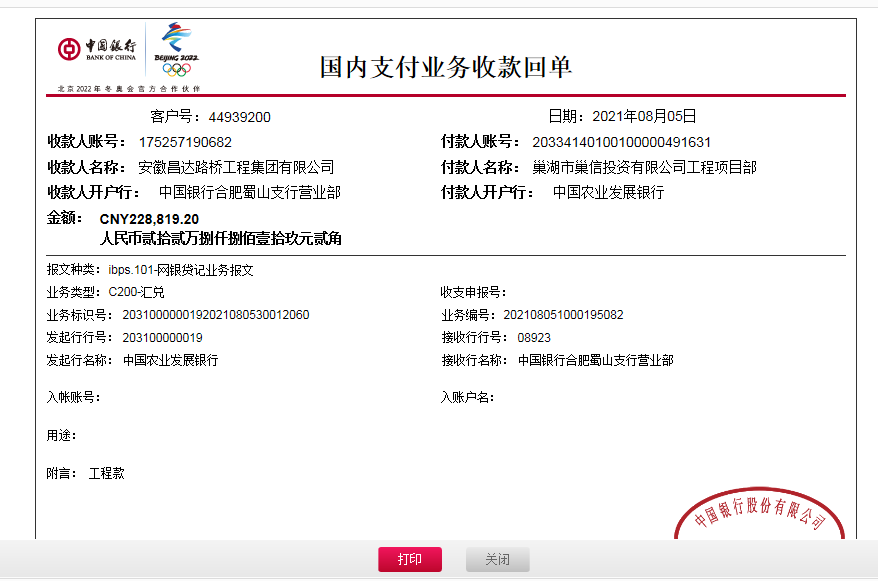 中国银行
BANK OF CHINA
BEIJING 2022
北京2022年冬奥会官方合作伙伴
国内支付业务收款回单
客户号：44939200 日期：2021年08月05日
收款人账号：175257190682 付款人账号：20334140100100000491631
收款人名称：安徽昌达路桥工程集团有限公司 付款人名称：巢湖市巢信投资有限公司工程项目部
收款人开户行：中国银行合肥蜀山支行营业部 付款人开户行：中国农业发展银行
金额：CNY228,819.20
人民币贰拾贰万捌仟捌佰壹拾玖元贰角
报文种类：ibps.101-网银贷记业务报文
业务类型：C200-汇兑 收支申报号：
业务标识号：2031000000192021080530012060 业务编号：202108051000195082
发起行行号：203100000019 接收行行号：08923
发起行名称：中国农业发展银行 接收行名称：中国银行合肥蜀山支行营业部
入帐账号： 入账户名：
用途：
附言：工程款
中国银行股份有限公司
打印 关闭